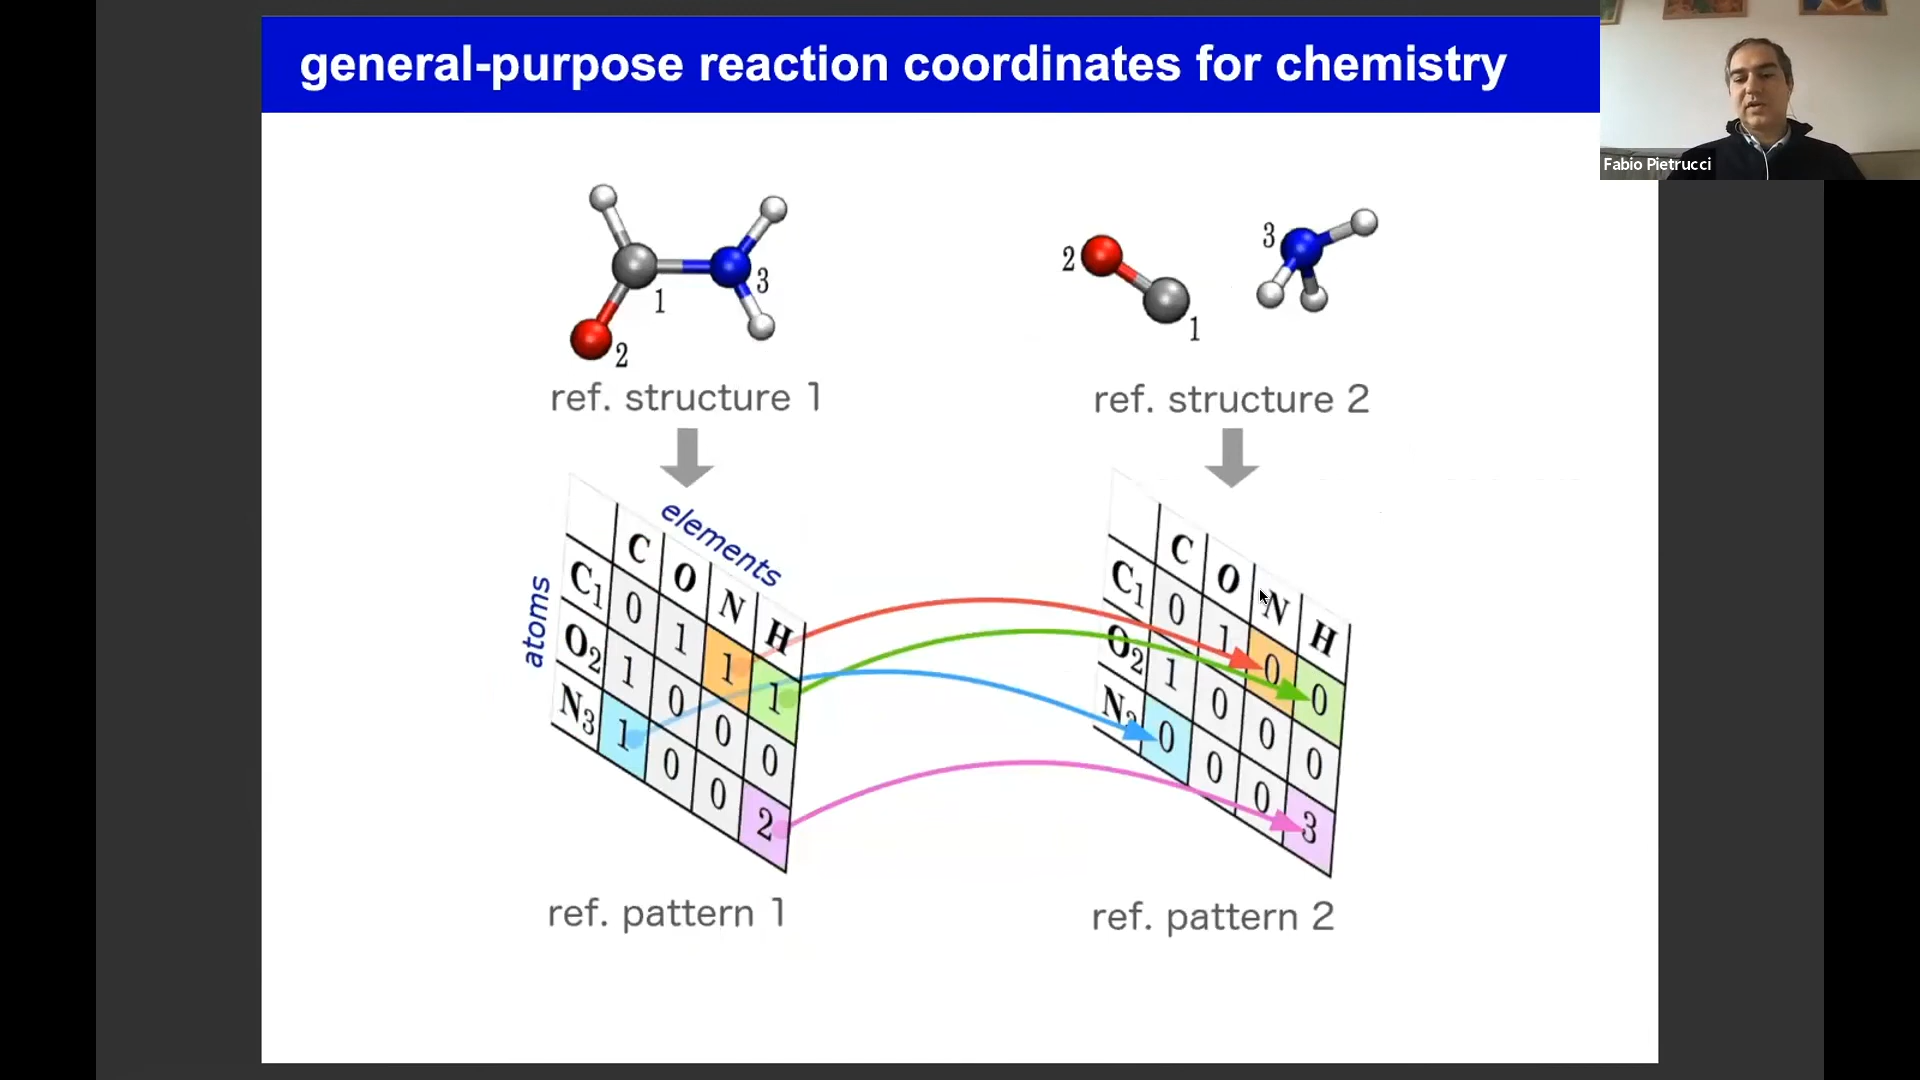 general-purpose reaction coordinates for chemistry
Fabio Pietrucci
1
2
3
2
1
3
ref. structure 1
ref. structure 2
elements
atoms
C O N H
C1 0 1 1 1
O2 1 0 0 0
N3 1 0 0 2
C O N H
C1 0 1 0 0
O2 1 0 0 0
N3 0 0 0 3
ref. pattern 1
ref. pattern 2